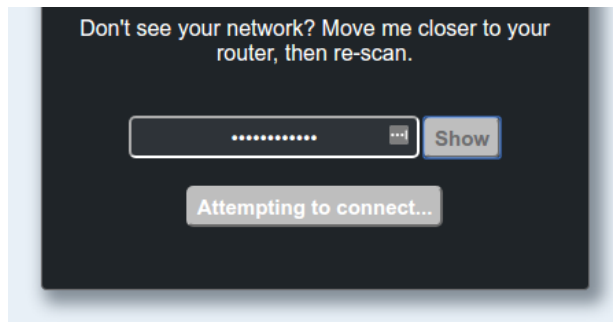 Don't see your network? Move me closer to your
router, then re-scan.
••••••••••••
Show
Attempting to connect...